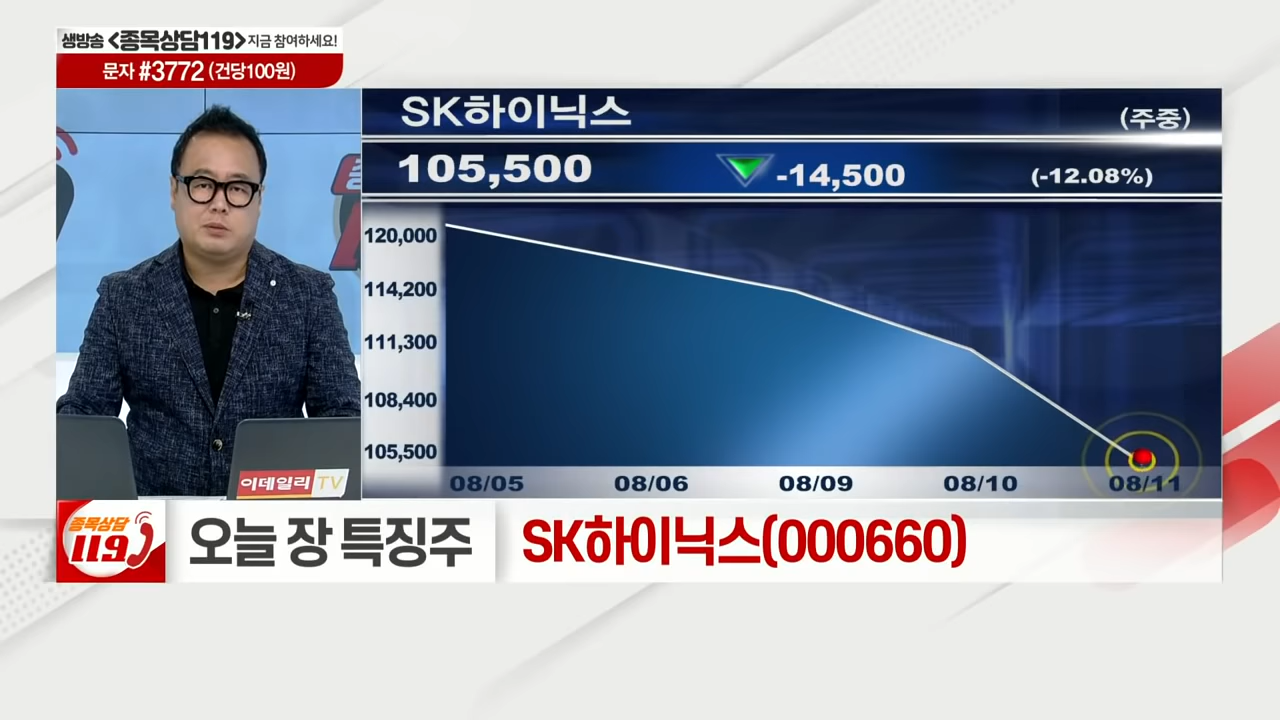 생방송 <종목상담119> 지금 참여하세요!
문자 #3772 (건당100원)
SK하이닉스
(주중)
105,500
-14,500
(-12.08%)
120,000
114,200
111,300
108,400
105,500
08/05
08/06
08/09
08/10
08/11
이데일리 TV
종목상담
119
오늘 장 특징주
SK하이닉스(000660)